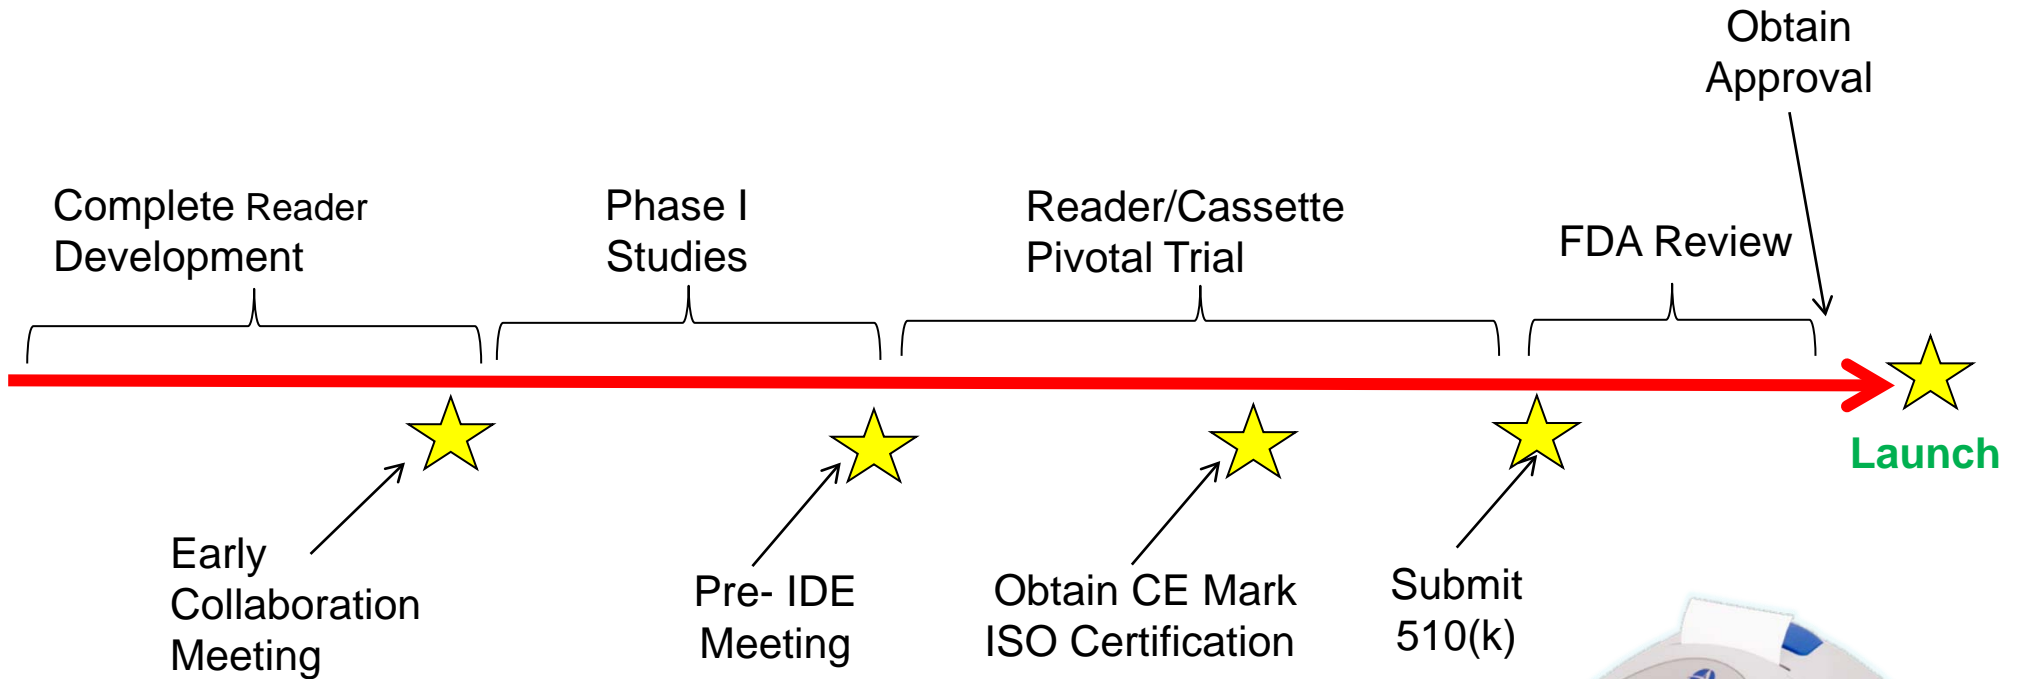 Obtain
Approval
Complete Reader
Development
Phase I
Studies
Reader/Cassette
Pivotal Trial
FDA Review
Launch
Early
Collaboration
Meeting
Pre- IDE
Meeting
Obtain CE Mark
ISO Certification
Submit
510(k)